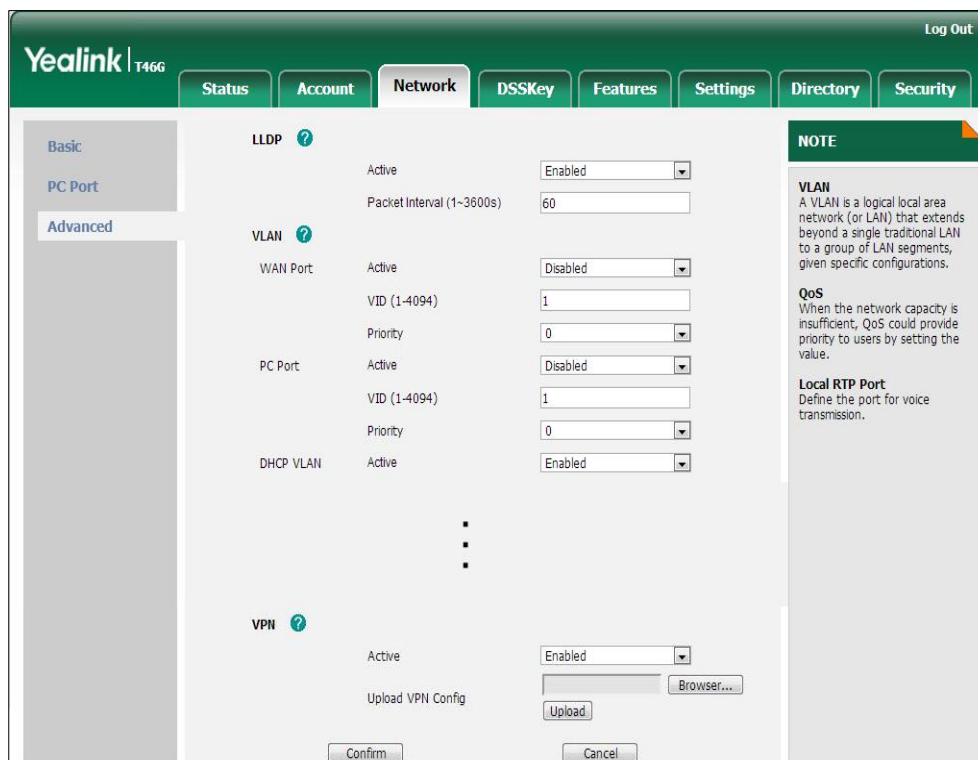 Log Out
Yealink T46G
Status Account Network DSSKey Features Settings Directory Security
Basic
PC Port
Advanced
LLDP ?
Active Enabled
Packet Interval (1~3600s) 60
VLAN ?
WAN Port Active Disabled
VID (1-4094) 1
Priority 0
PC Port Active Disabled
VID (1-4094) 1
Priority 0
DHCP VLAN Active Enabled
VPN ?
Active Enabled
Upload VPN Config Browser...
Upload
Confirm Cancel
NOTE
VLAN
A VLAN is a logical local area
network (or LAN) that extends
beyond a single traditional LAN
to a group of LAN segments,
given specific configurations.
QoS
When the network capacity is
insufficient, QoS could provide
priority to users by setting the
value.
Local RTP Port
Define the port for voice
transmission.